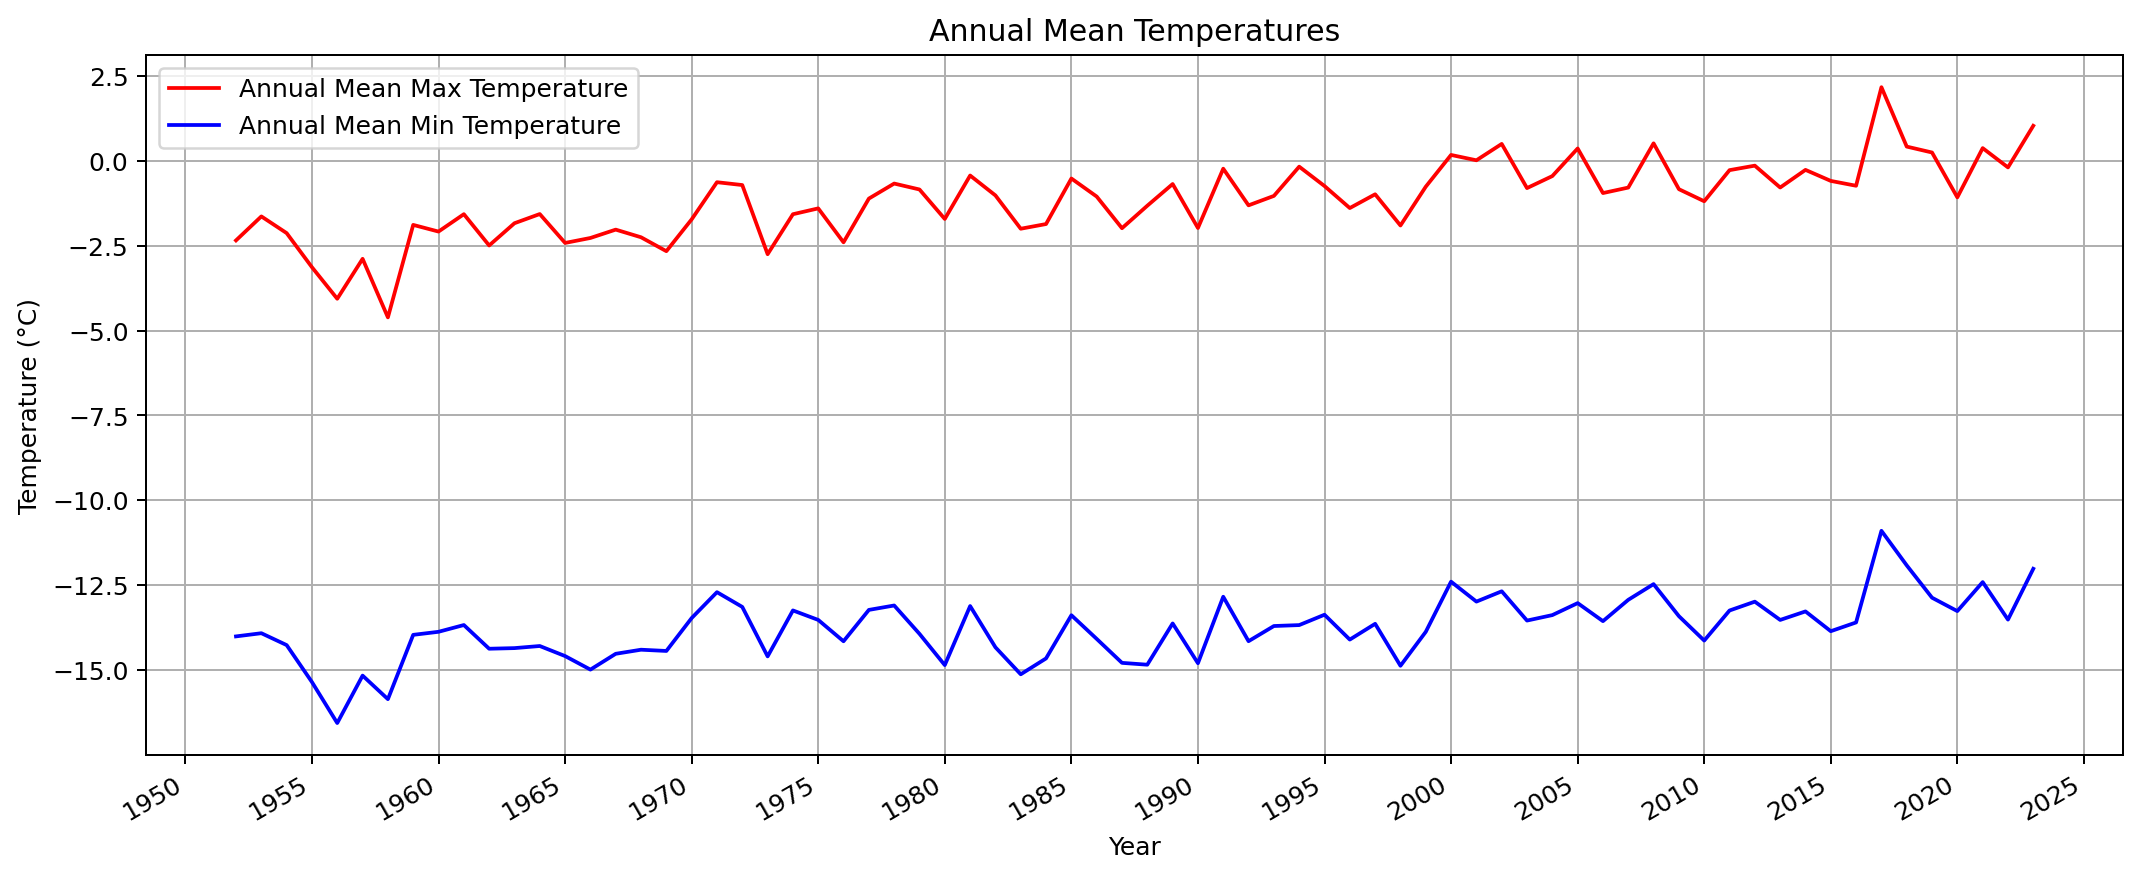 Annual Mean Temperatures
Annual Mean Max Temperature
Annual Mean Min Temperature
2.5
0.0
−2.5
−5.0
−7.5
−10.0
−12.5
−15.0
Temperature (°C)
1950 1955 1960 1965 1970 1975 1980 1985 1990 1995 2000 2005 2010 2015 2020 2025
Year